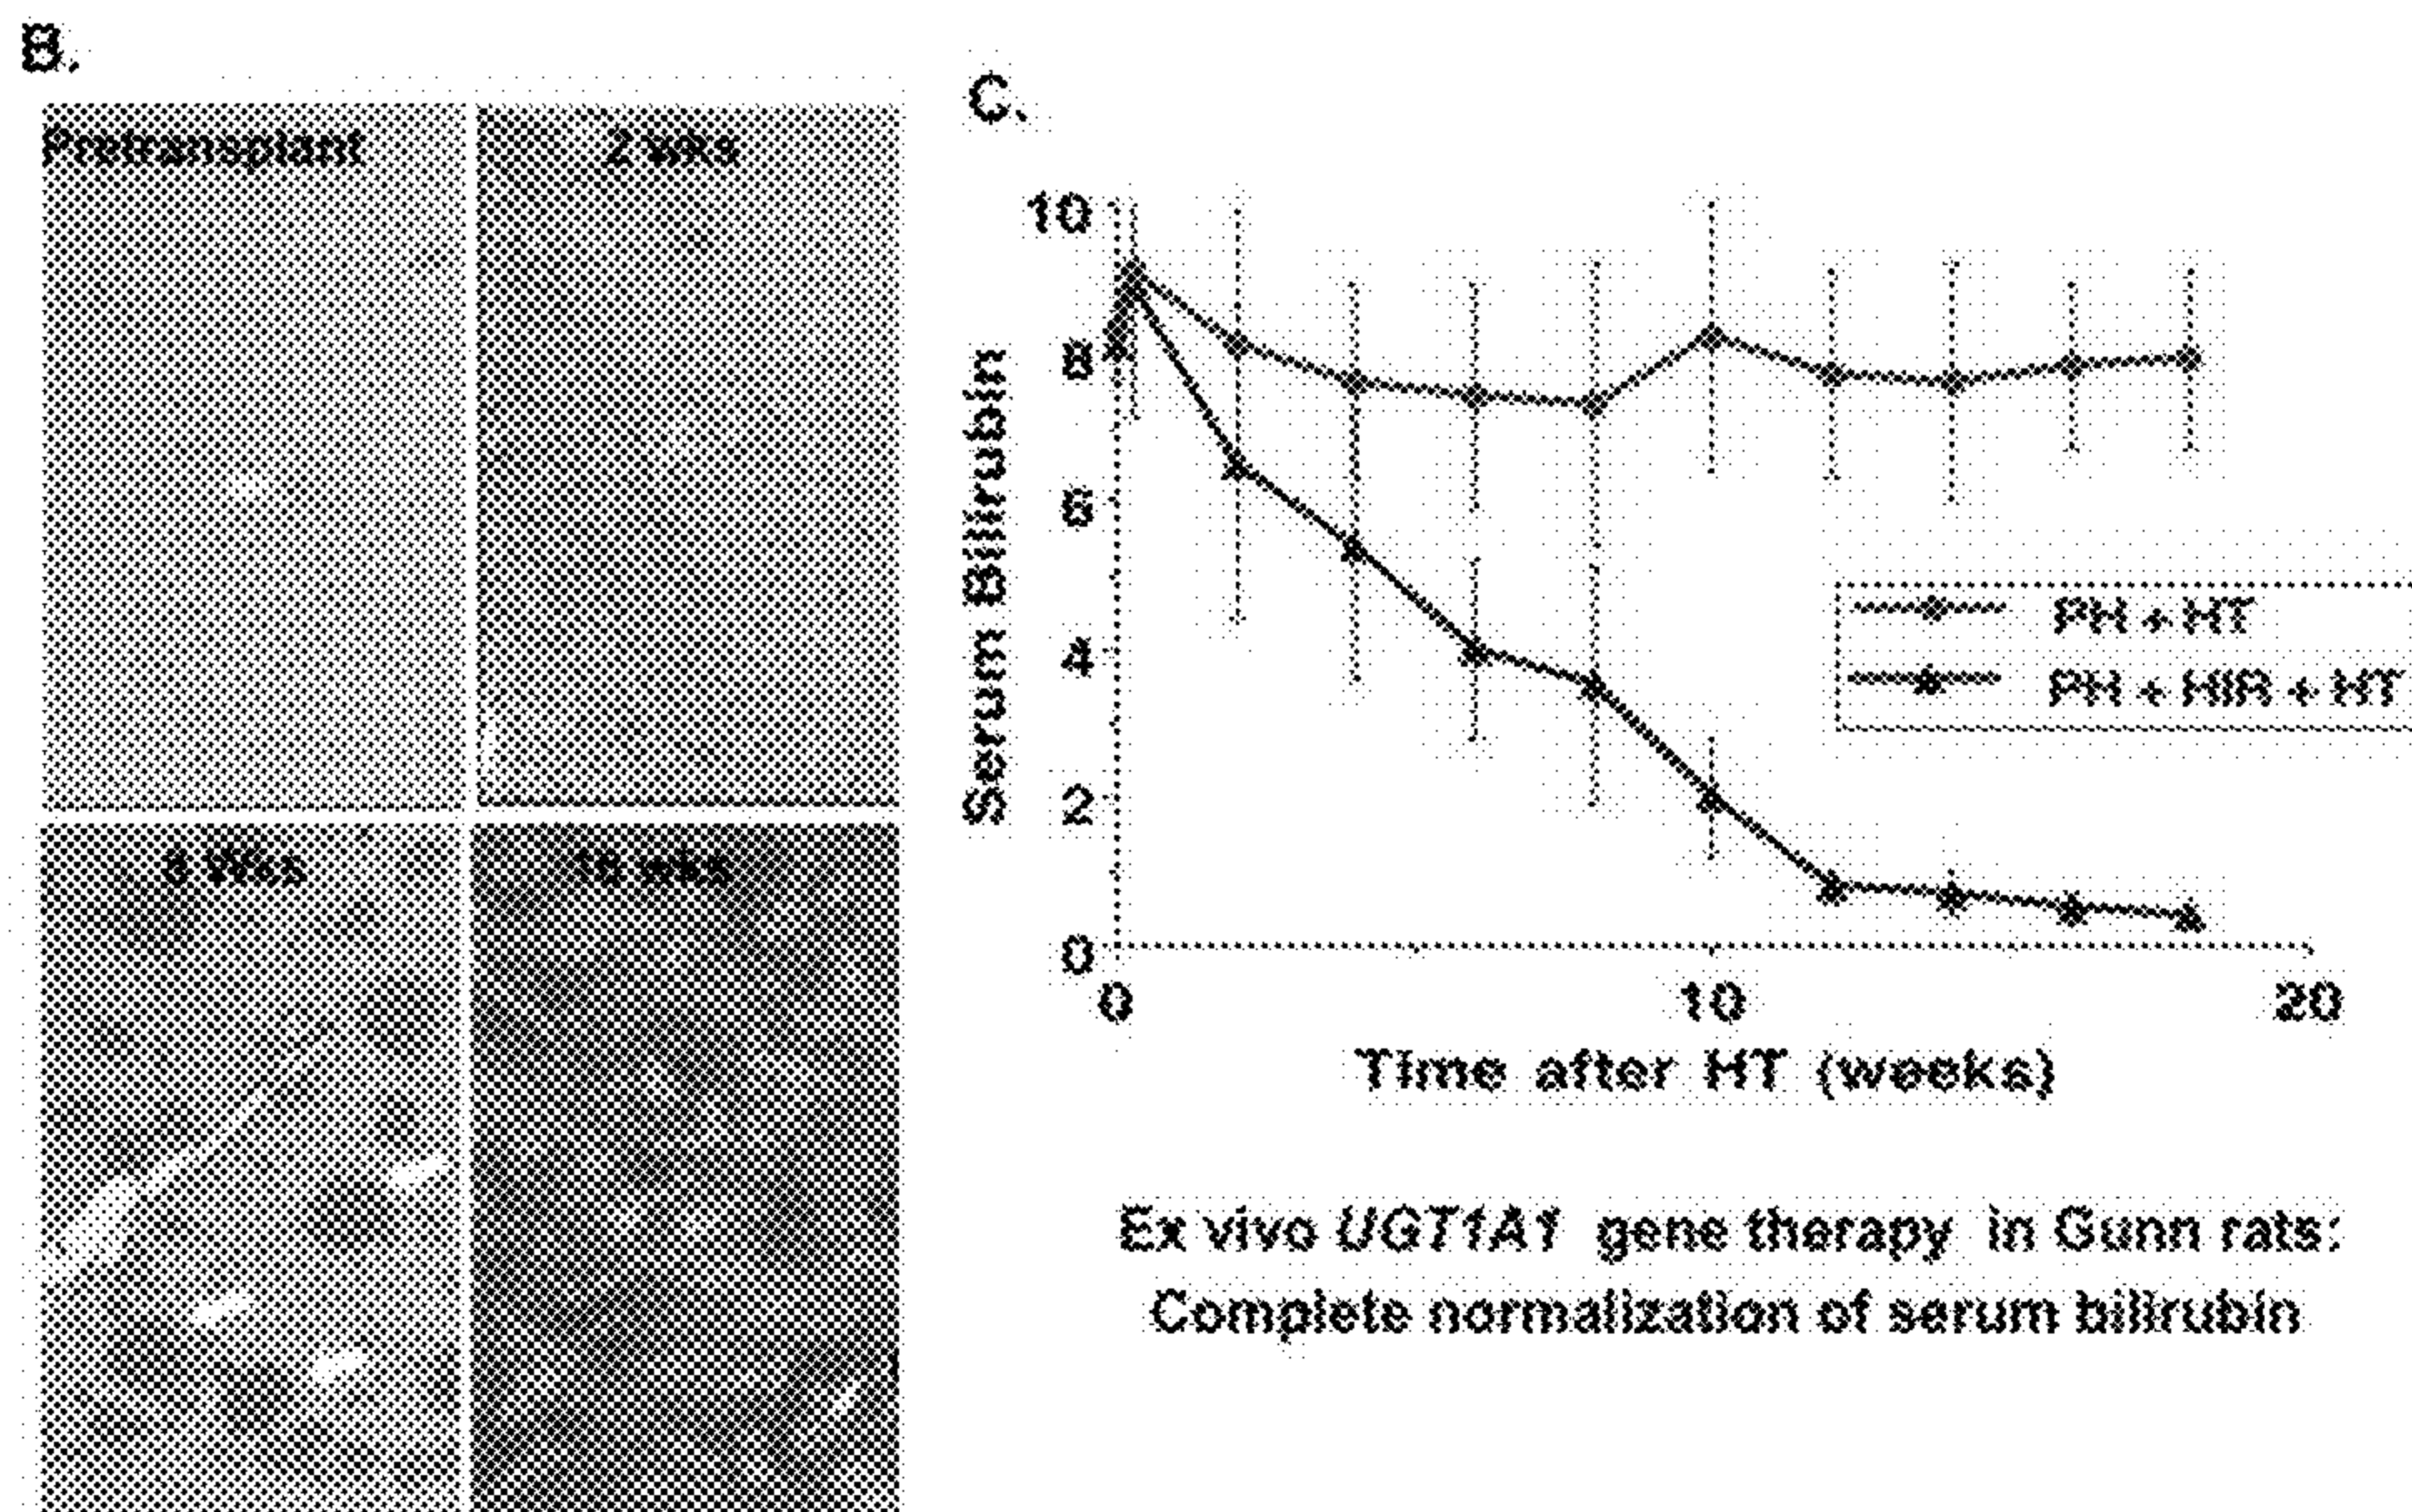 B.
Pretransplant
2 wks
wks
wks
C.
10
8
6
4
2
0
Serum Bilirubin
0
10
20
Time after HT (weeks)
PH + HT
PH + HIR + HT
Ex vivo UGT1A1 gene therapy in Gunn rats:
Complete normalization of serum bilirubin